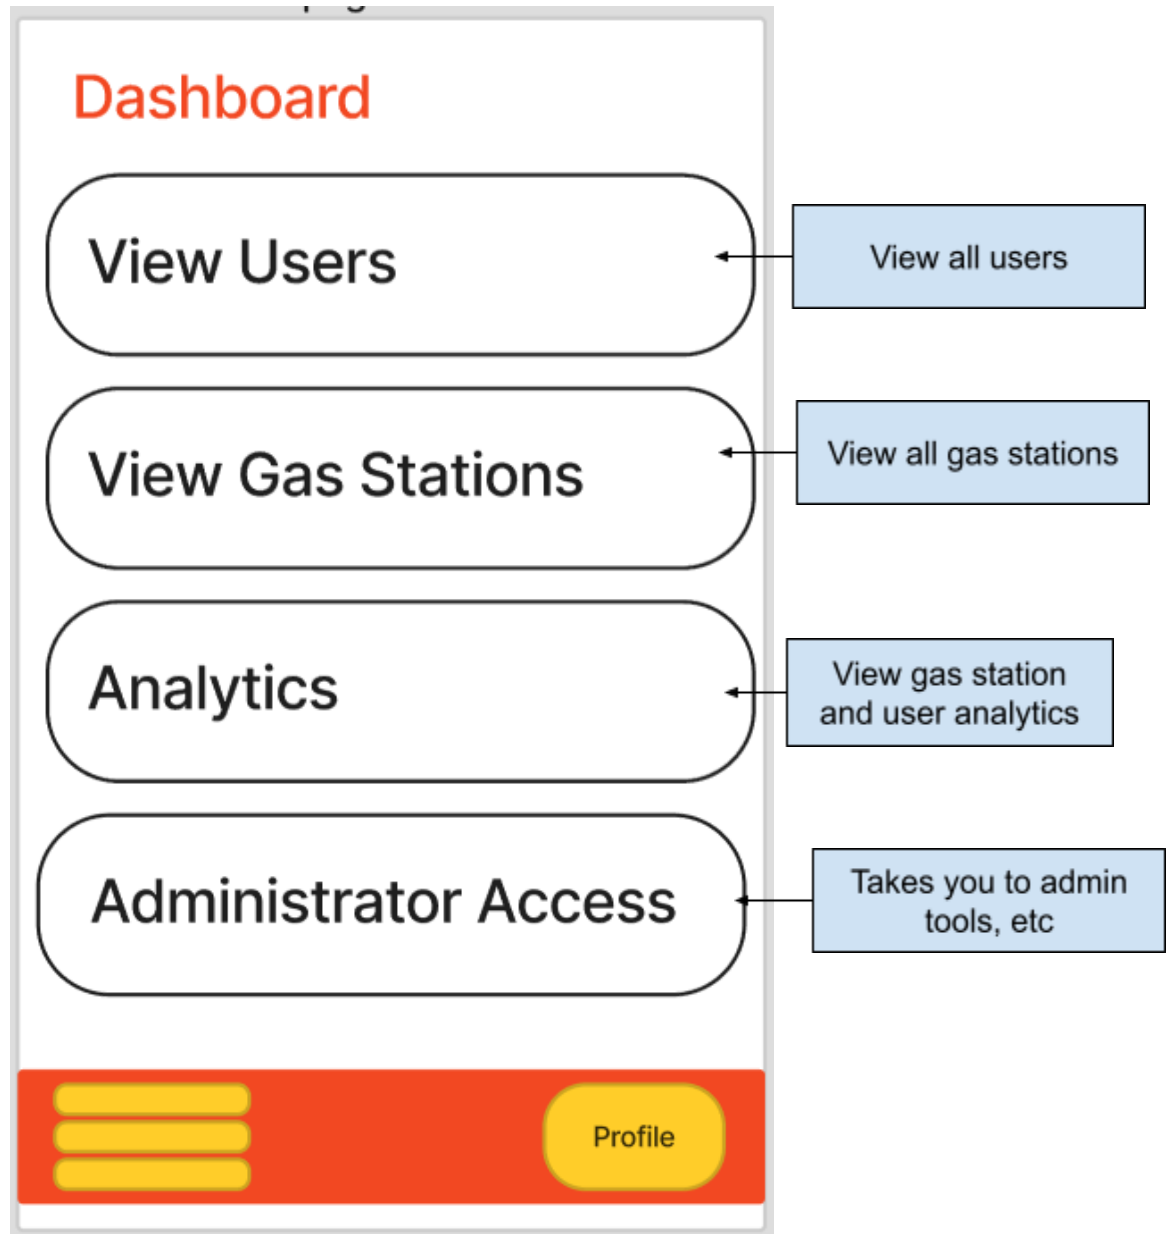 Dashboard
View Users
View all users
View Gas Stations
View all gas stations
Analytics
View gas station
and user analytics
Administrator Access
Takes you to admin
tools, etc
Profile